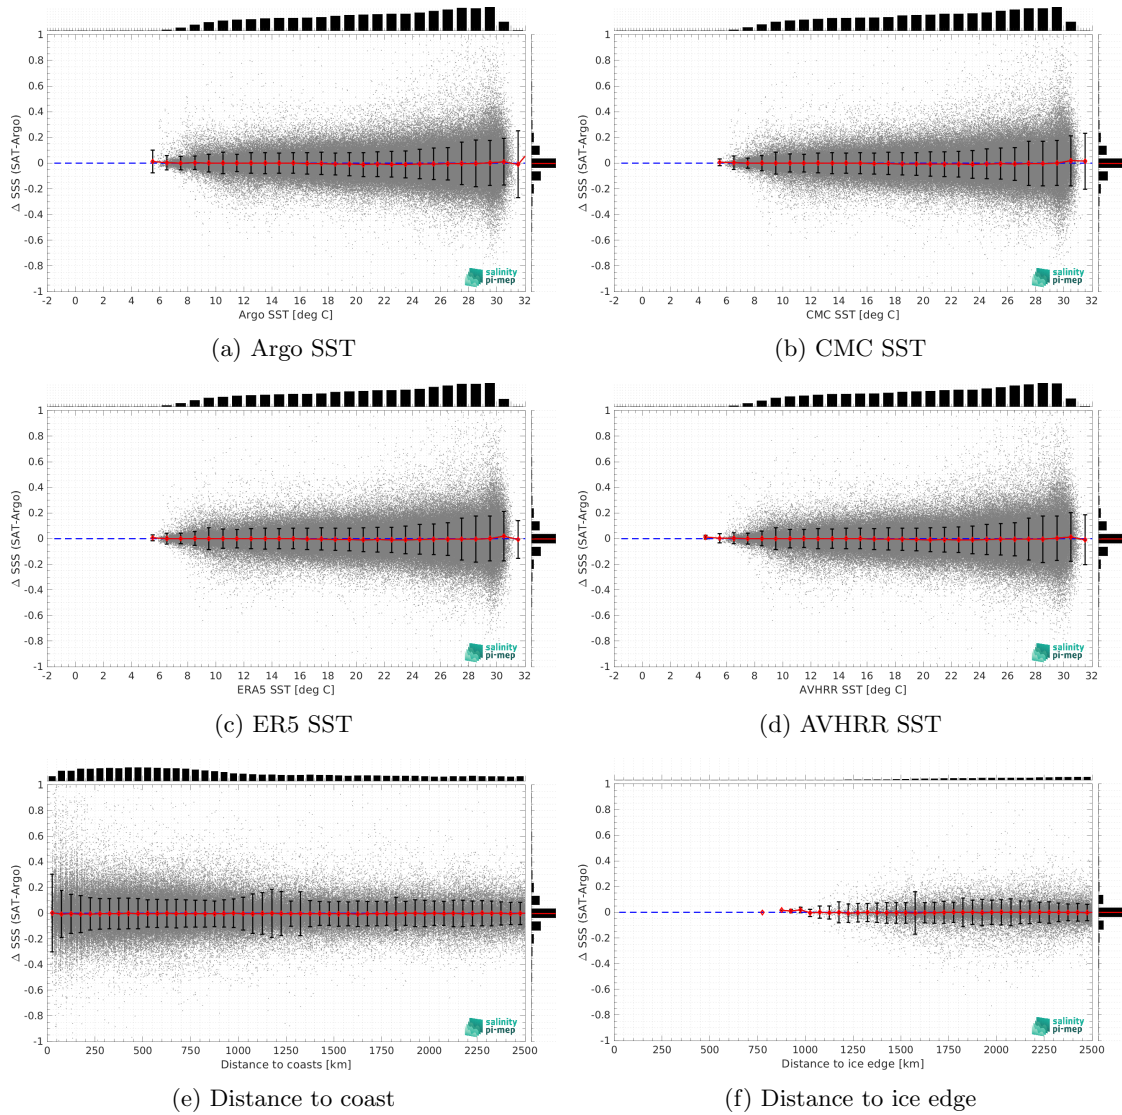 1
0.8
0.6
0.4
0.2
0
-0.2
-0.4
-0.6
-0.8
-1
Δ SSS (SAT-Argo)
salinity
pi-mep
-2 0 2 4 6 8 10 12 14 16 18 20 22 24 26 28 30 32
Argo SST [deg C]
(a) Argo SST
1
0.8
0.6
0.4
0.2
0
-0.2
-0.4
-0.6
-0.8
-1
Δ SSS (SAT-Argo)
salinity
pi-mep
-2 0 2 4 6 8 10 12 14 16 18 20 22 24 26 28 30 32
CMC SST [deg C]
(b) CMC SST
1
0.8
0.6
0.4
0.2
0
-0.2
-0.4
-0.6
-0.8
-1
Δ SSS (SAT-Argo)
salinity
pi-mep
-2 0 2 4 6 8 10 12 14 16 18 20 22 24 26 28 30 32
ERA5 SST [deg C]
(c) ER5 SST
1
0.8
0.6
0.4
0.2
0
-0.2
-0.4
-0.6
-0.8
-1
Δ SSS (SAT-Argo)
salinity
pi-mep
-2 0 2 4 6 8 10 12 14 16 18 20 22 24 26 28 30 32
AVHRR SST [deg C]
(d) AVHRR SST
1
0.8
0.6
0.4
0.2
0
-0.2
-0.4
-0.6
-0.8
-1
Δ SSS (SAT-Argo)
salinity
pi-mep
0 250 500 750 1000 1250 1500 1750 2000 2250 2500
Distance to coasts [km]
(e) Distance to coast
1
0.8
0.6
0.4
0.2
0
-0.2
-0.4
-0.6
-0.8
-1
Δ SSS (SAT-Argo)
salinity
pi-mep
0 250 500 750 1000 1250 1500 1750 2000 2250 2500
Distance to ice edge [km]
(f) Distance to ice edge